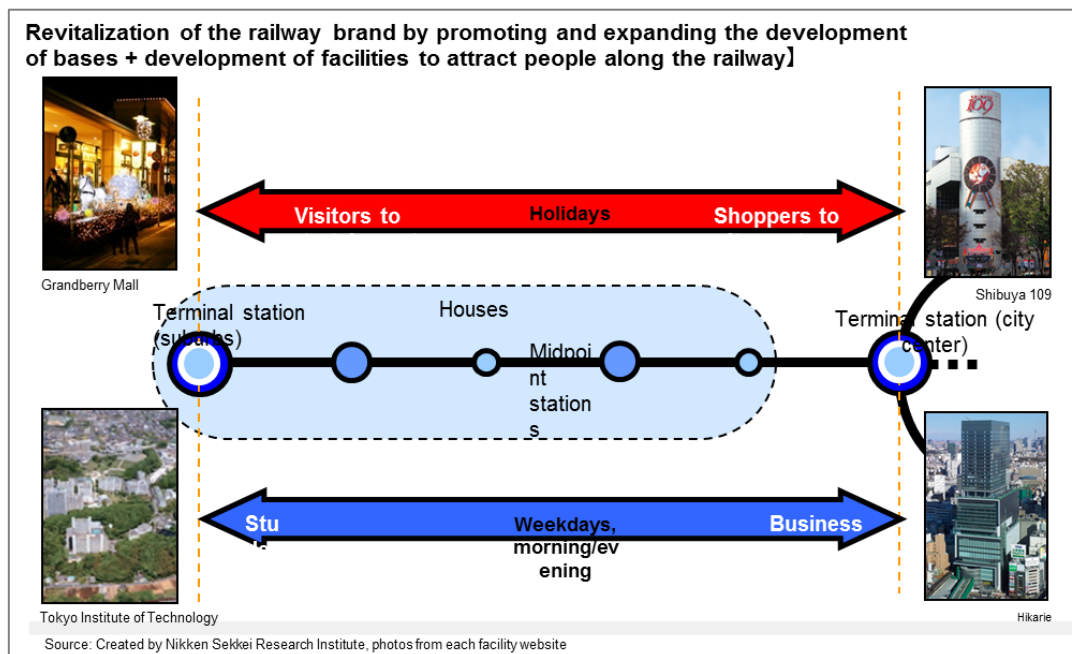 Revitalization of the railway brand by promoting and expanding the development
of bases + development of facilities to attract people along the railway】
109
Visitors to
Holidays
Shoppers to
Grandberry Mall
Shibuya 109
Terminal station
(suburbs)
Houses
Terminal station (city
center)
Midpoi
nt
station
s
Stu
Weekdays,
morning/ev
ening
Business
Tokyo Institute of Technology
Hikarie
Source: Created by Nikken Sekkei Research Institute, photos from each facility website